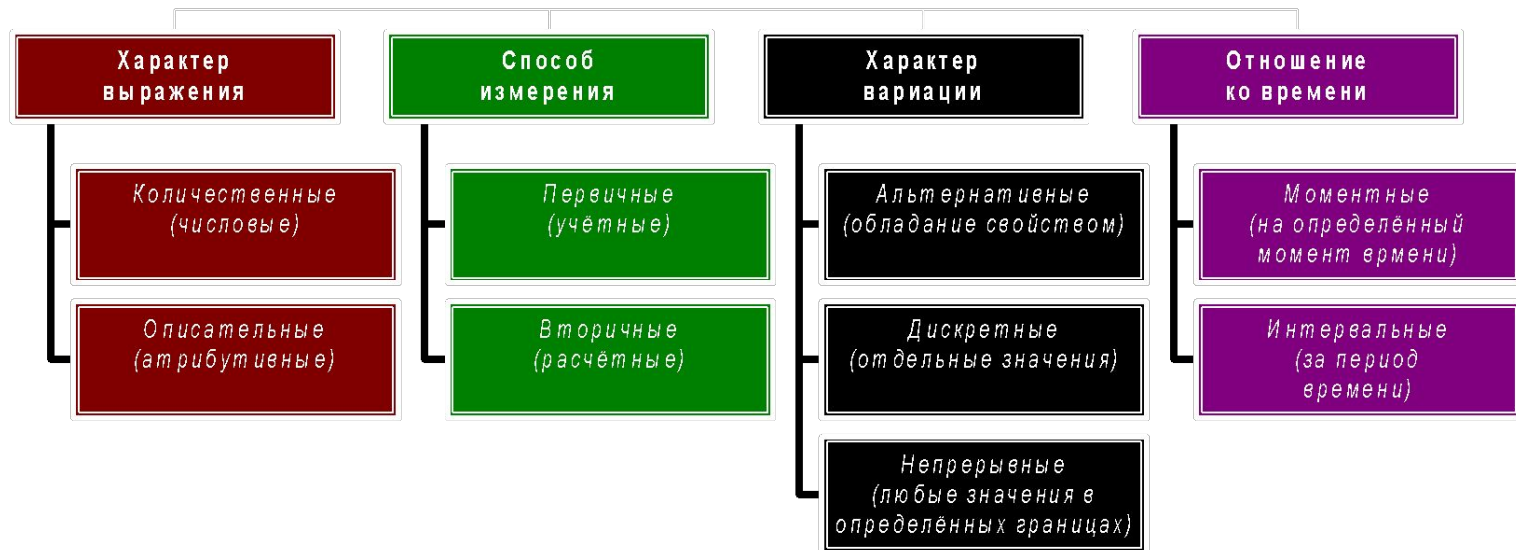 Характер
выражения
Количественные
(числовые)
Описательные
(атрибутивные)
Способ
измерения
Первичные
(учётные)
Вторичные
(расчётные)
Характер
вариации
Альтернативные
(обладание свойством)
Дискретные
(отдельные значения)
Непрерывные
(любые значения в
определённых границах)
Отношение
ко времени
Моментные
(на определённый
момент врмени)
Интервальные
(за период
времени)